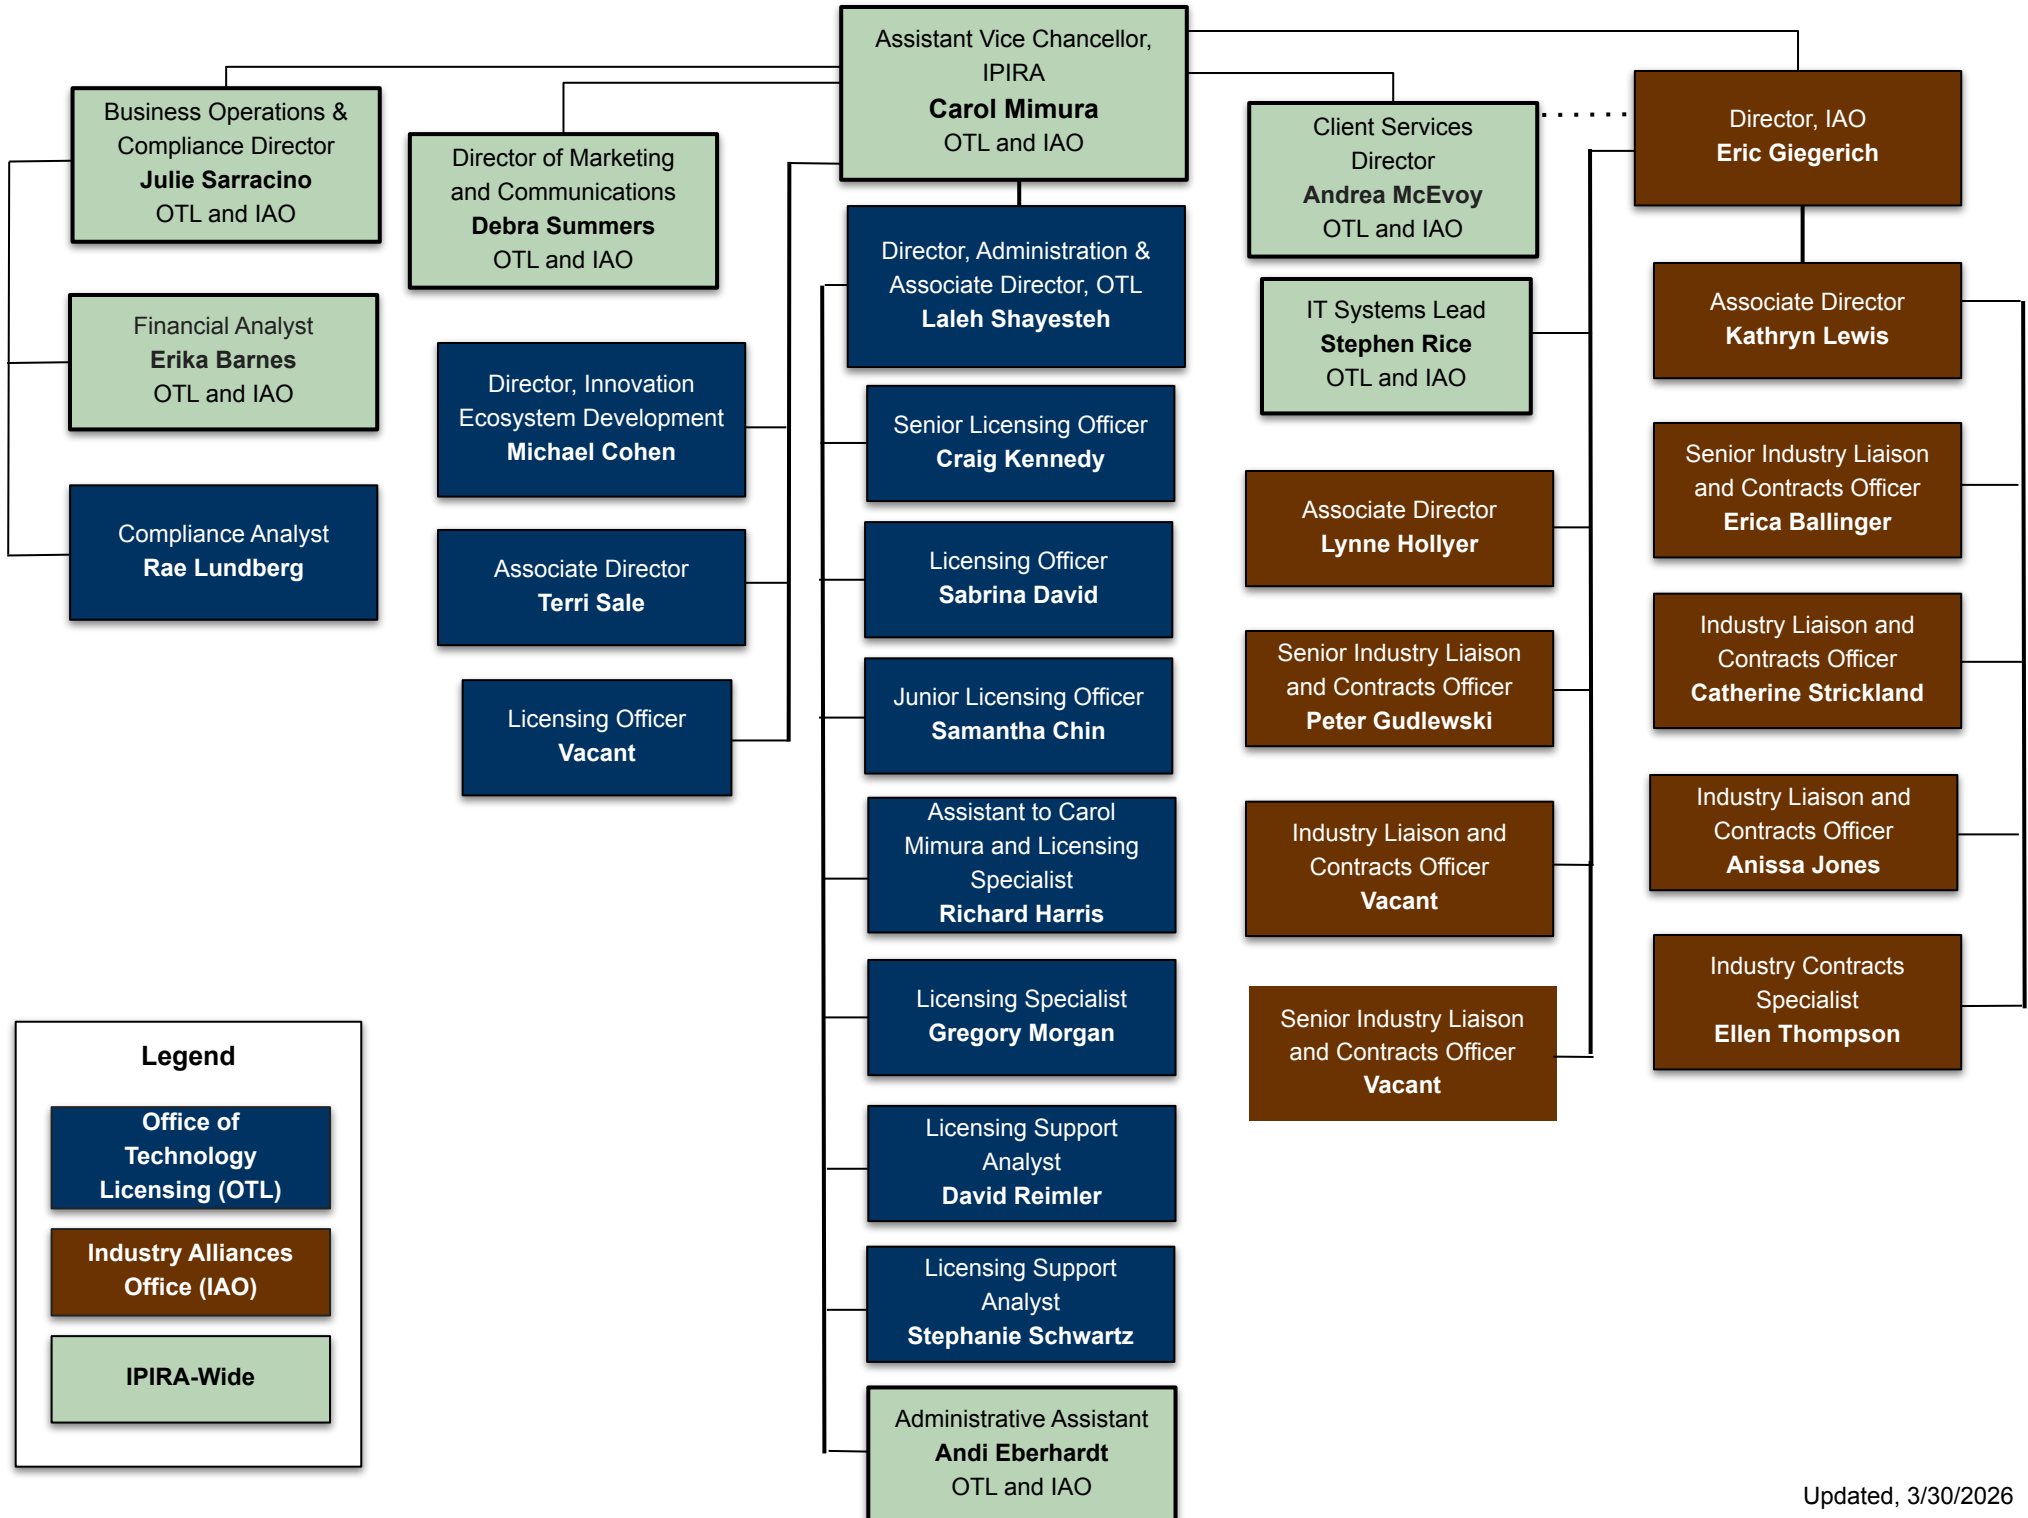 Assistant Vice Chancellor,
IPIRA
Carol Mimura
OTL and IAO
Business Operations &
Compliance Director
Julie Sarracino
OTL and IAO
Financial Analyst
Erika Barnes
OTL and IAO
Compliance Analyst
Rae Lundberg
Director of Marketing
and Communications
Debra Summers
OTL and IAO
Director, Innovation
Ecosystem Development
Michael Cohen
Associate Director
Terri Sale
Licensing Officer
Vacant
Director, Administration &
Associate Director, OTL
Laleh Shayesteh
Senior Licensing Officer
Craig Kennedy
Licensing Officer
Sabrina David
Junior Licensing Officer
Samantha Chin
Assistant to Carol
Mimura and Licensing
Specialist
Richard Harris
Licensing Specialist
Gregory Morgan
Licensing Support
Analyst
David Reimler
Licensing Support
Analyst
Stephanie Schwartz
Administrative Assistant
Andi Eberhardt
OTL and IAO
Client Services
Director
Andrea McEvoy
OTL and IAO
IT Systems Lead
Stephen Rice
OTL and IAO
Associate Director
Lynne Hollyer
Senior Industry Liaison
and Contracts Officer
Peter Gudlewski
Industry Liaison and
Contracts Officer
Vacant
Senior Industry Liaison
and Contracts Officer
Vacant
Director, IAO
Eric Giegerich
Associate Director
Kathryn Lewis
Senior Industry Liaison
and Contracts Officer
Erica Ballinger
Industry Liaison and
Contracts Officer
Catherine Strickland
Industry Liaison and
Contracts Officer
Anissa Jones
Industry Contracts
Specialist
Ellen Thompson
Legend
Office of
Technology
Licensing (OTL)
Industry Alliances
Office (IAO)
IPIRA-Wide
Updated, 3/30/2026